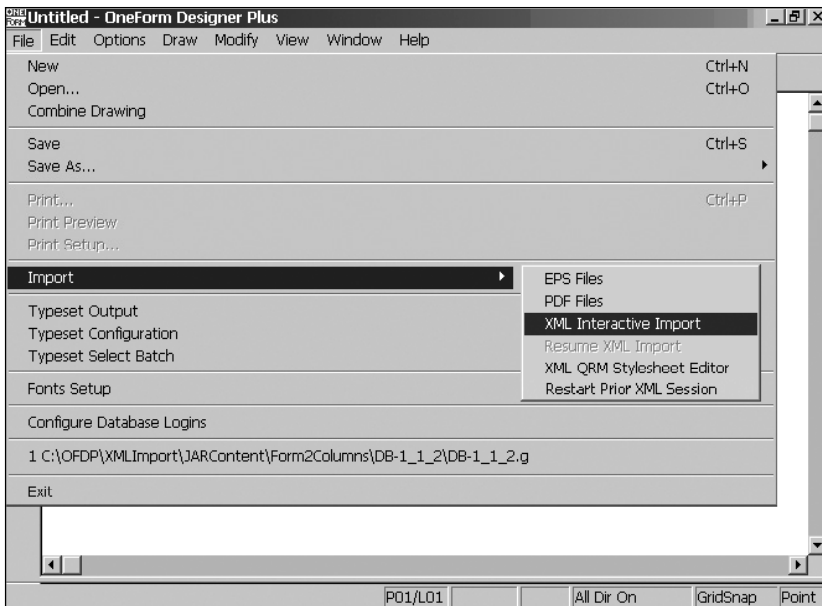 ONE!
FORM
Untitled - OneForm Designer Plus
File Edit Options Draw Modify View Window Help
New Ctrl+N
Open... Ctrl+O
Combine Drawing
Save Ctrl+S
Save As...
Print... Ctrl+P
Print Preview
Print Setup...
Import
EPS Files
PDF Files
XML Interactive Import
Resume XML Import
XML QRM Stylesheet Editor
Restart Prior XML Session
Typeset Output
Typeset Configuration
Typeset Select Batch
Fonts Setup
Configure Database Logins
1 C:\OFDP\XMLImport\JARContent\Form2Columns\DB-1_1_2\DB-1_1_2.g
Exit
P01/L01 All Dir On GridSnap Point